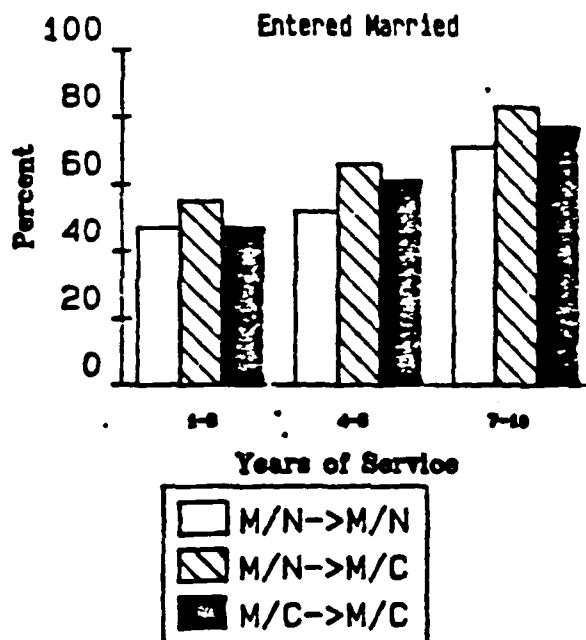 Entered Married
100
80
60
40
20
0
Percent
7-10
Years of Service
M/N->M/N
M/N->M/C
M/C->M/C